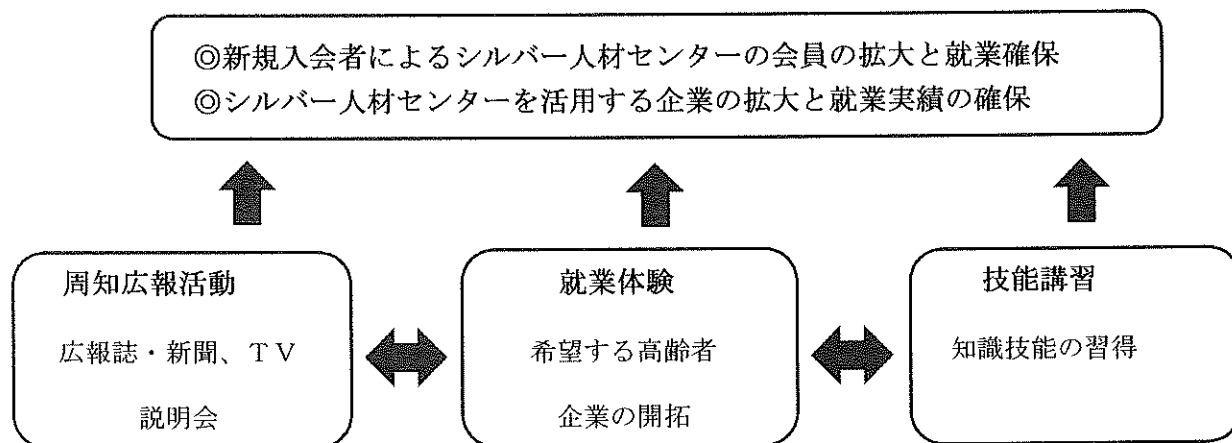 ◎新規入会者によるシルバー人材センターの会員の拡大と就業確保
◎シルバー人材センターを活用する企業の拡大と就業実績の確保
周知広報活動
広報誌・新聞、ＴＶ
説明会
就業体験
希望する高齢者
企業の開拓
技能講習
知識技能の習得